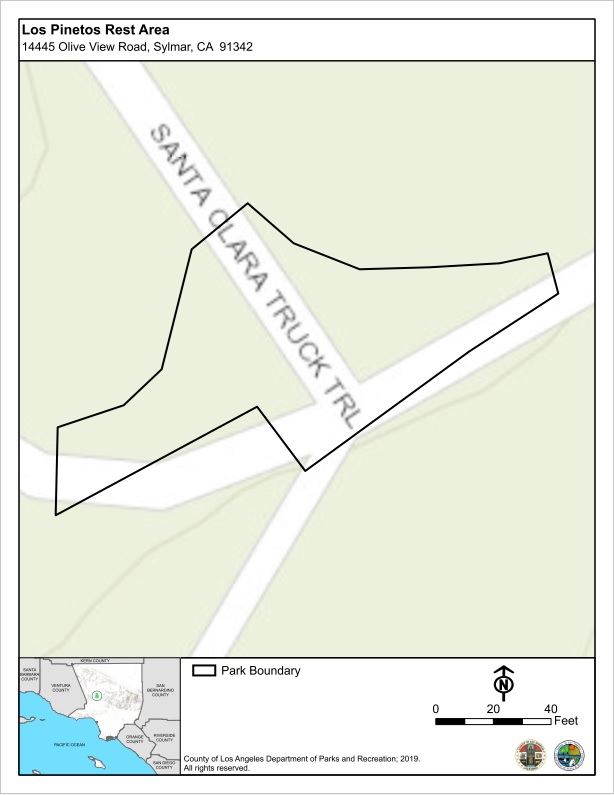 Los Pinetos Rest Area
14445 Olive View Road, Sylmar, CA  91342
SANTA CLARA TRUCK TRL
KERN COUNTY
SANTA
BARBARA
COUNTY
VENTURA
COUNTY
SAN
BERNARDINO
COUNTY
ORANGE
COUNTY
RIVERSIDE
COUNTY
PACIFIC OCEAN
SAN DIEGO
COUNTY
Park Boundary
N
0 20 40
Feet
County of Los Angeles Department of Parks and Recreation; 2019.
All rights reserved.